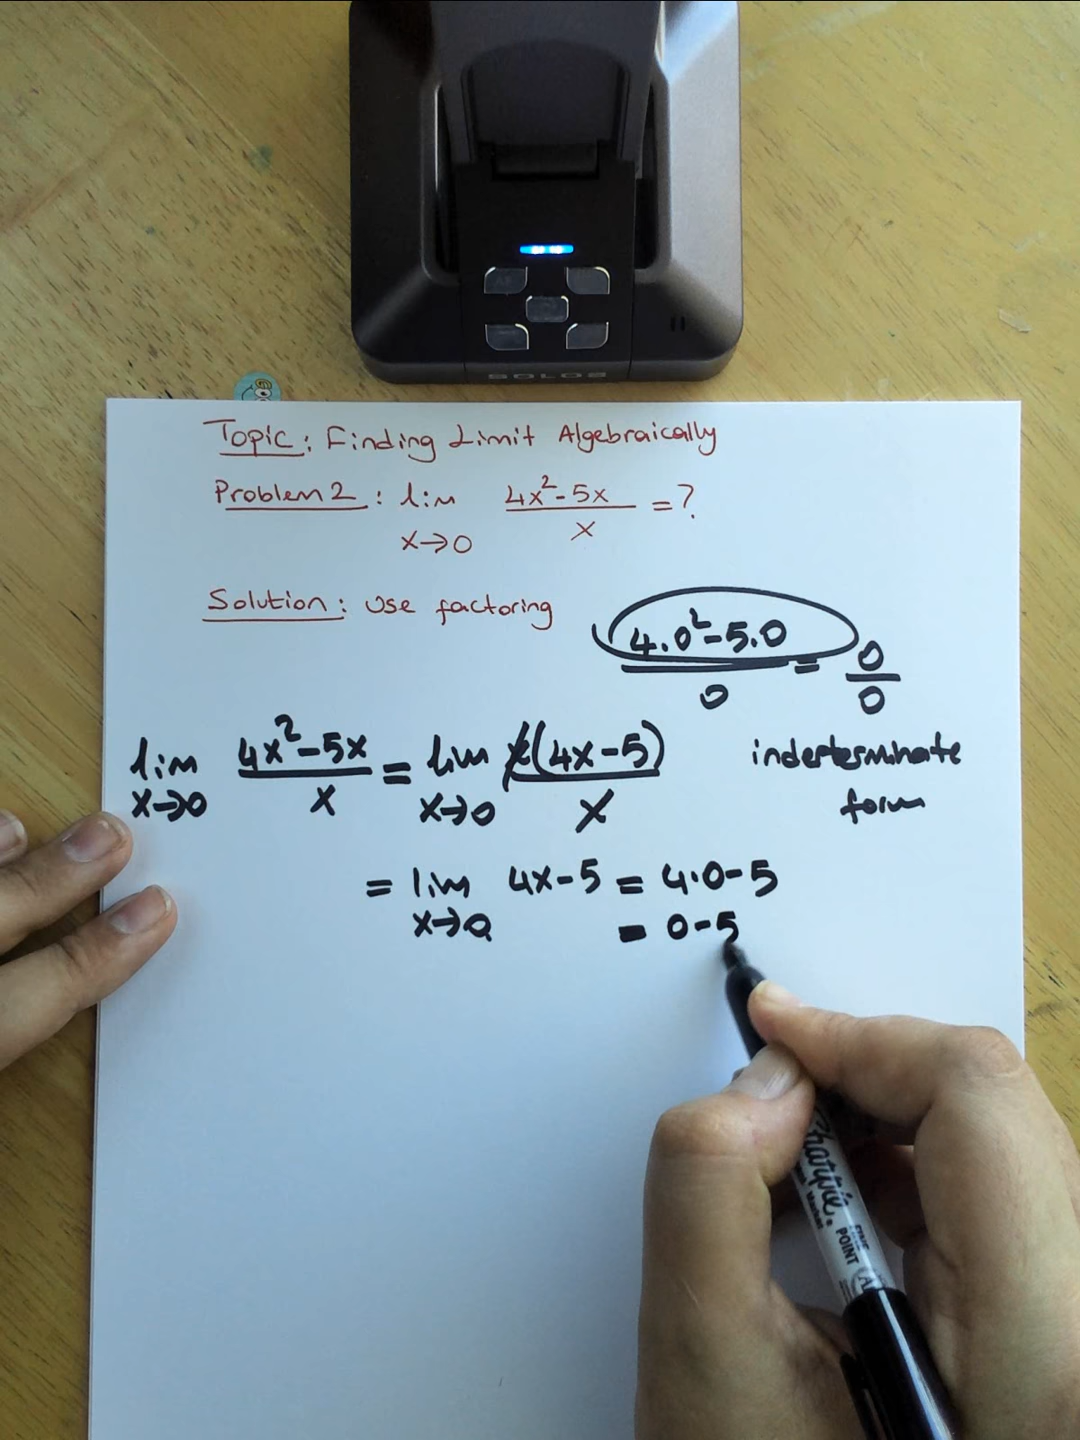 SOLOS
Topic: Finding Limit Algebraically
Problem 2 : lim 4x²-5x = ?
x→0 x
Solution: Use factoring
4.0²-5.0 = 0
0 0
lim 4x²-5x = lim x(4x-5)
x→0 x x→0 x
indeterminate
form
= lim 4x-5 = 4.0-5
x→0 = 0-5
Sharpie.
FINE
POINT